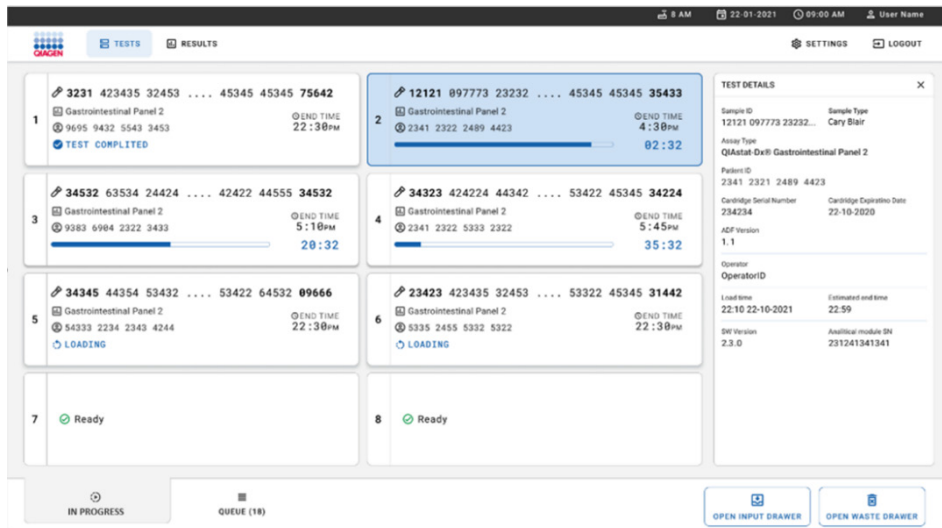 8 AM 22-01-2021 09:00 AM User Name
QIAGEN TESTS RESULTS SETTINGS LOGOUT
1
3231 423435 32453 .... 45345 45345 75642
Gastrointestinal Panel 2
9695 9432 5543 3453
END TIME
22:30PM
TEST COMPLITED
2
12121 097773 23232 .... 45345 45345 35433
Gastrointestinal Panel 2
2341 2322 2489 4423
END TIME
4:30PM
02:32
3
34532 63534 24424 .... 42422 44555 34532
Gastrointestinal Panel 2
9383 6904 2322 3433
END TIME
5:10PM
20:32
4
34323 424224 44342 .... 53422 45345 34224
Gastrointestinal Panel 2
2341 2322 5333 2322
END TIME
5:45PM
35:32
5
34345 44354 53432 .... 53422 64532 09666
Gastrointestinal Panel 2
54333 2234 2343 4244
END TIME
22:30PM
LOADING
6
23423 423435 32453 .... 53322 45345 31442
Gastrointestinal Panel 2
5335 2455 5332 5322
END TIME
22:30PM
LOADING
7 Ready
8 Ready
TEST DETAILS
Sample ID Sample Type
12121 097773 23232... Cary Blair
Assay Type
QIAstat-Dx® Gastrointestinal Panel 2
Patient ID
2341 2321 2489 4423
Cardridge Serial Number Cardridge Expiratino Date
234234 22-10-2020
ADF Version
1.1
Operator
OperatorID
Load time Estimated end time
22:10 22-10-2021 22:59
SW Version Analitical module SN
2.3.0 231241341341
IN PROGRESS QUEUE (18) OPEN INPUT DRAWER OPEN WASTE DRAWER